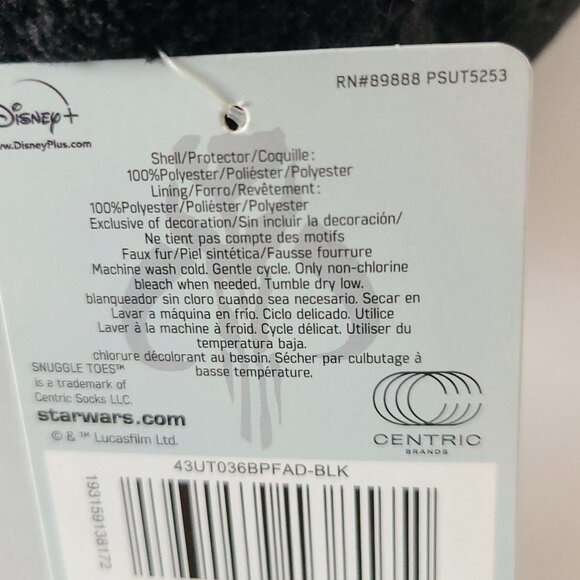 RN#89888 PSUT5253
Disney+
www.DisneyPlus.com
Shell/Protector/Coquille:
100%Polyester/Poliéster/Polyester
Lining/Forro/Revêtement:
100%Polyester/Poliéster/Polyester
Exclusive of decoration/Sin incluir la decoración/
Ne tient pas compte des motifs
Faux fur/Piel sintética/Fausse fourrure
Machine wash cold. Gentle cycle. Only non-chlorine
bleach when needed. Tumble dry low.
blanqueador sin cloro cuando sea necesario. Secar en
Lavar a máquina en frío. Ciclo delicado. Utilice
Laver à la machine à froid. Cycle délicat. Utiliser du
temperatura baja.
chlorure décolorant au besoin. Sécher par culbutage à
basse température.
SNUGGLE TOES™
is a trademark of
Centric Socks LLC.
starwars.com
© & ™ Lucasfilm Ltd.
CENTRIC
BRANDS
43UT036BPFAD-BLK
193159138172